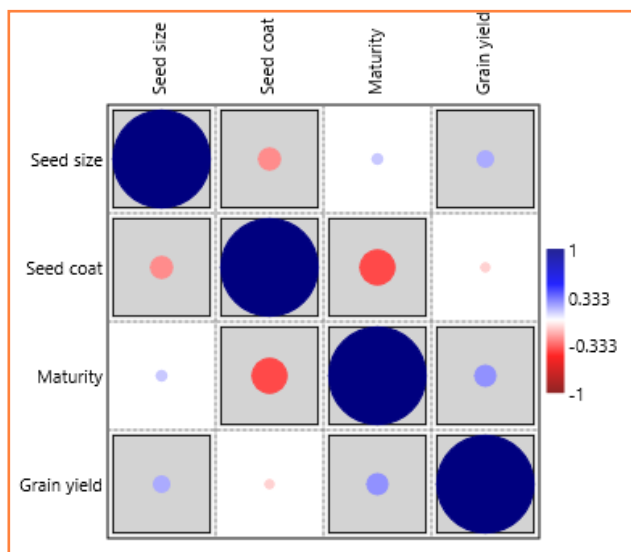 Seed size
Seed coat
Maturity
Grain yield
Seed size
Seed coat
Maturity
Grain yield
1
0.333
-0.333
-1